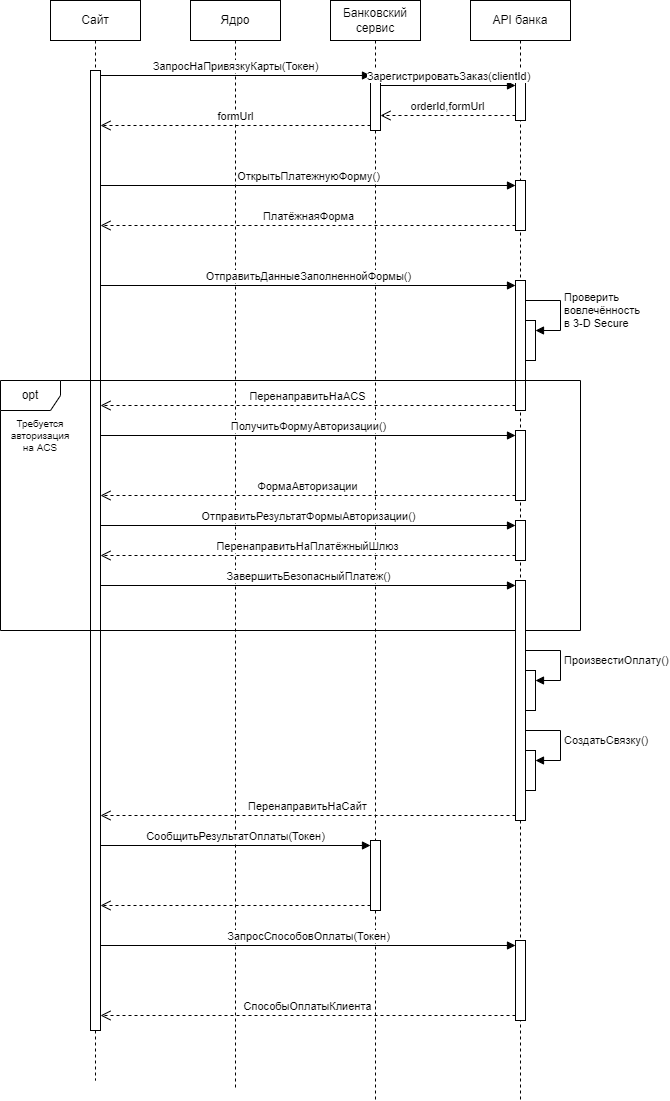 Сайт
Ядро
Банковский
сервис
API банка
ЗапросНаПривязкуКарты(Токен)
ЗарегистрироватьЗаказ(clientId)
orderId,formUrl
formUrl
ОткрытьПлатежнуюФорму()
ПлатёжнаяФорма
ОтправитьДанныеЗаполненнойФормы()
Проверить
вовлечённость
в 3-D Secure
opt
Требуется
авторизация
на ACS
ПеренаправитьНаACS
ПолучитьФормуАвторизации()
ФормаАвторизации
ОтправитьРезультатФормыАвторизации()
ПеренаправитьНаПлатёжныйШлюз
ЗавершитьБезопасныйПлатеж()
ПроизвестиОплату()
СоздатьСвязку()
ПеренаправитьНаСайт
СообщитьРезультатОплаты(Токен)
ЗапросСпособовОплаты(Токен)
СпособыОплатыКлиента